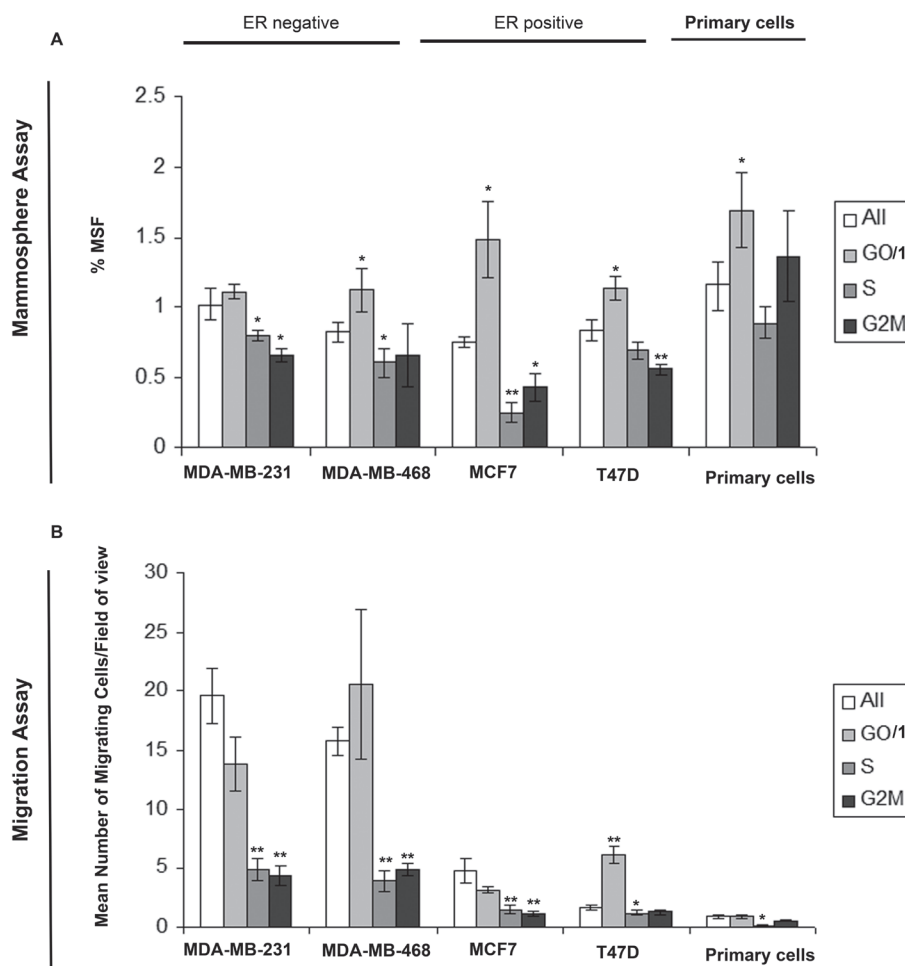 ER negative ER positive Primary cells
A
Mammosphere Assay
% MSF
2.5
2
1.5
1
0.5
0
* * * * * * ** * * ** *
All
GO/1
S
G2M
MDA-MB-231 MDA-MB-468 MCF7 T47D Primary cells
B
Migration Assay
Mean Number of Migrating Cells/Field of view
30
25
20
15
10
5
0
** ** ** ** ** ** ** * *
All
GO/1
S
G2M
MDA-MB-231 MDA-MB-468 MCF7 T47D Primary cells